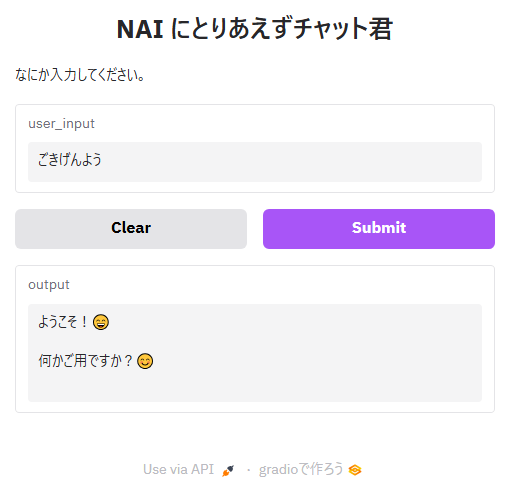 NAI にとりあえずチャット君
なにか入力してください。
user_input
ごきげんよう
Clear
Submit
output
ようこそ！😄
何かご用ですか？😊
Use via API 🚀 · gradioで作ろう